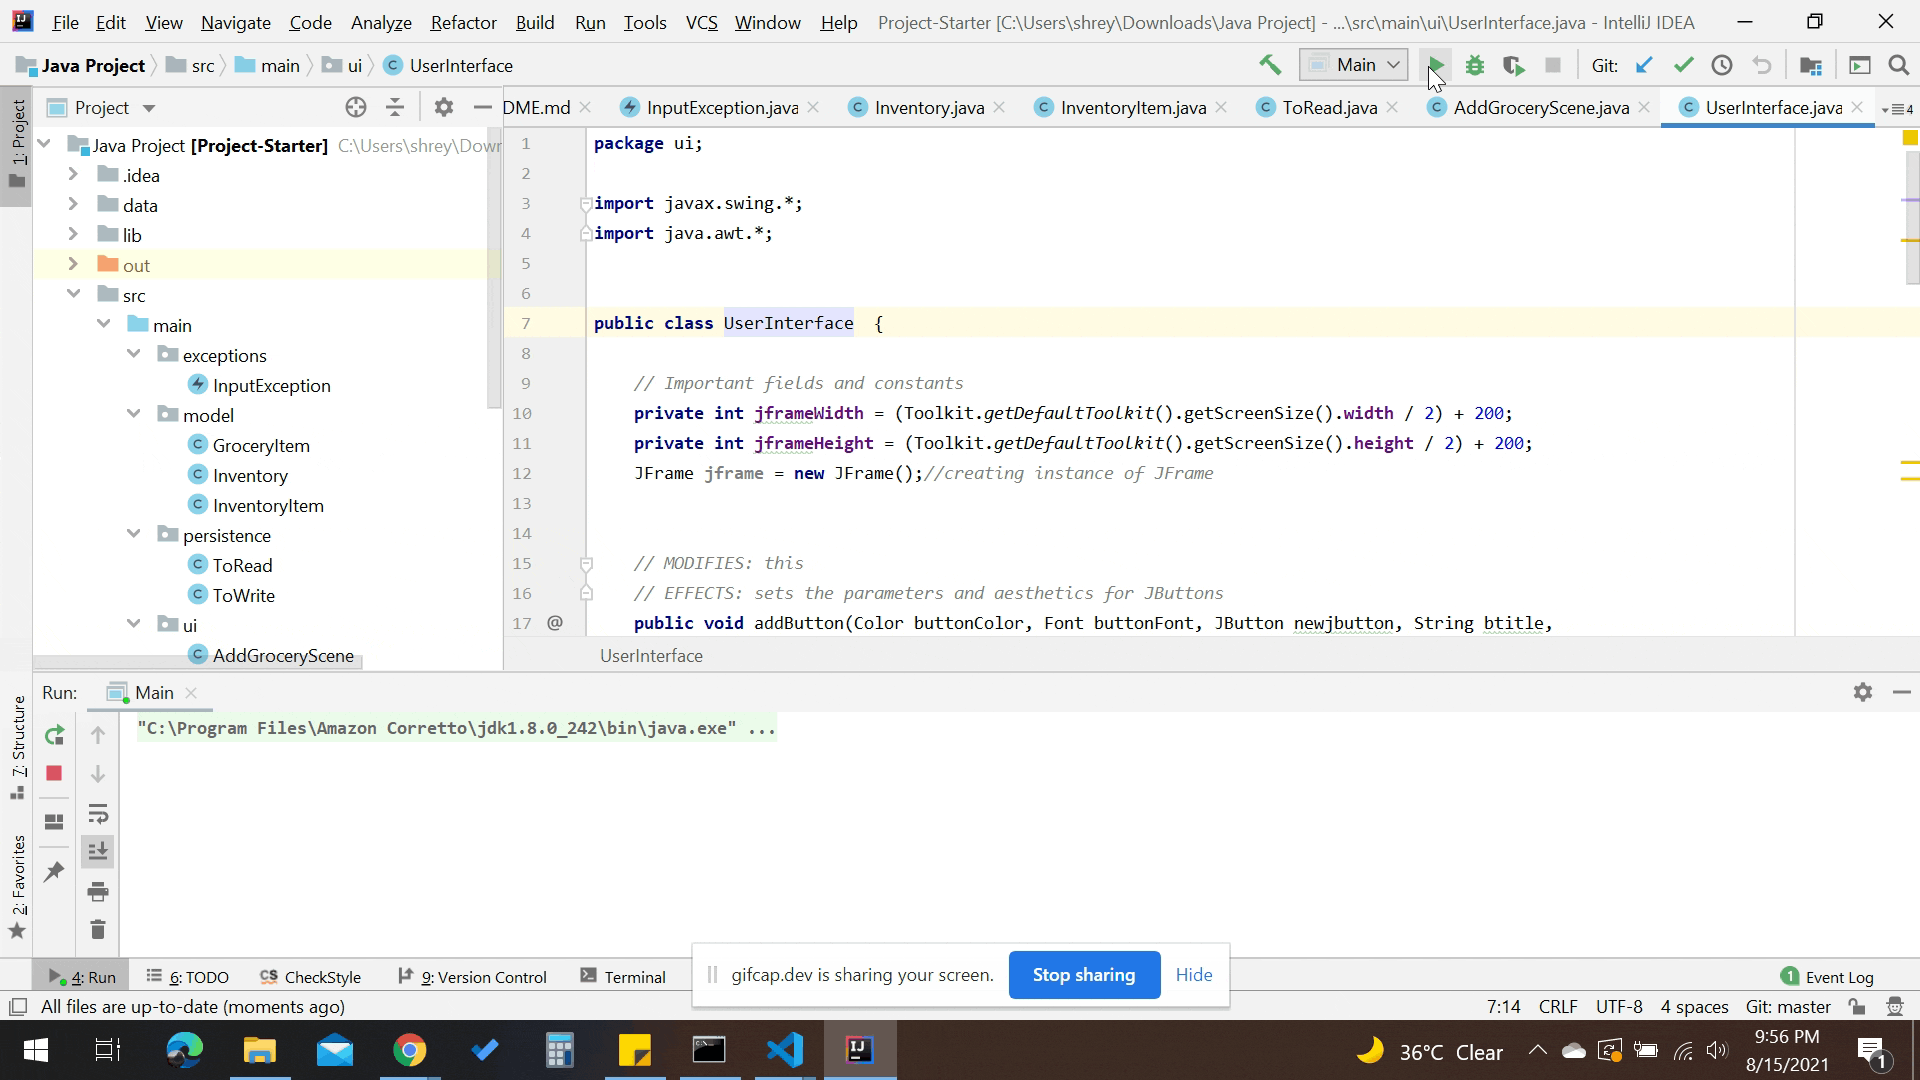 File Edit View Navigate Code Analyze Refactor Build Run Tools VCS Window Help Project-Starter [C:\Users\shrey\Downloads\Java Project] - ...\src\main\ui\UserInterface.java - IntelliJ IDEA
Java Project src main ui UserInterface Main Git:
1: Project
Project
DME.md InputException.java Inventory.java InventoryItem.java ToRead.java AddGroceryScene.java UserInterface.java 4
Java Project [Project-Starter] C:\Users\shrey\Dowr
.idea
data
lib
out
src
main
exceptions
InputException
model
GroceryItem
Inventory
InventoryItem
persistence
ToRead
ToWrite
ui
AddGroceryScene
1 package ui;
2
3 import javax.swing.*;
4 import java.awt.*;
5
6
7 public class UserInterface {
8
9 // Important fields and constants
10 private int jframeWidth = (Toolkit.getDefaultToolkit().getScreenSize().width / 2) + 200;
11 private int jframeHeight = (Toolkit.getDefaultToolkit().getScreenSize().height / 2) + 200;
12 JFrame jframe = new JFrame();//creating instance of JFrame
13
14
15 // MODIFIES: this
16 // EFFECTS: sets the parameters and aesthetics for JButtons
17 @ public void addButton(Color buttonColor, Font buttonFont, JButton newjbutton, String btitle,
UserInterface
Run: Main
"C:\Program Files\Amazon Corretto\jdk1.8.0_242\bin\java.exe" ...
7: Structure
2: Favorites
gifcap.dev is sharing your screen. Stop sharing Hide
4: Run 6: TODO CS CheckStyle 9: Version Control Terminal 1 Event Log
All files are up-to-date (moments ago) 7:14 CRLF UTF-8 4 spaces Git: master
36°C Clear
9:56 PM
8/15/2021
1